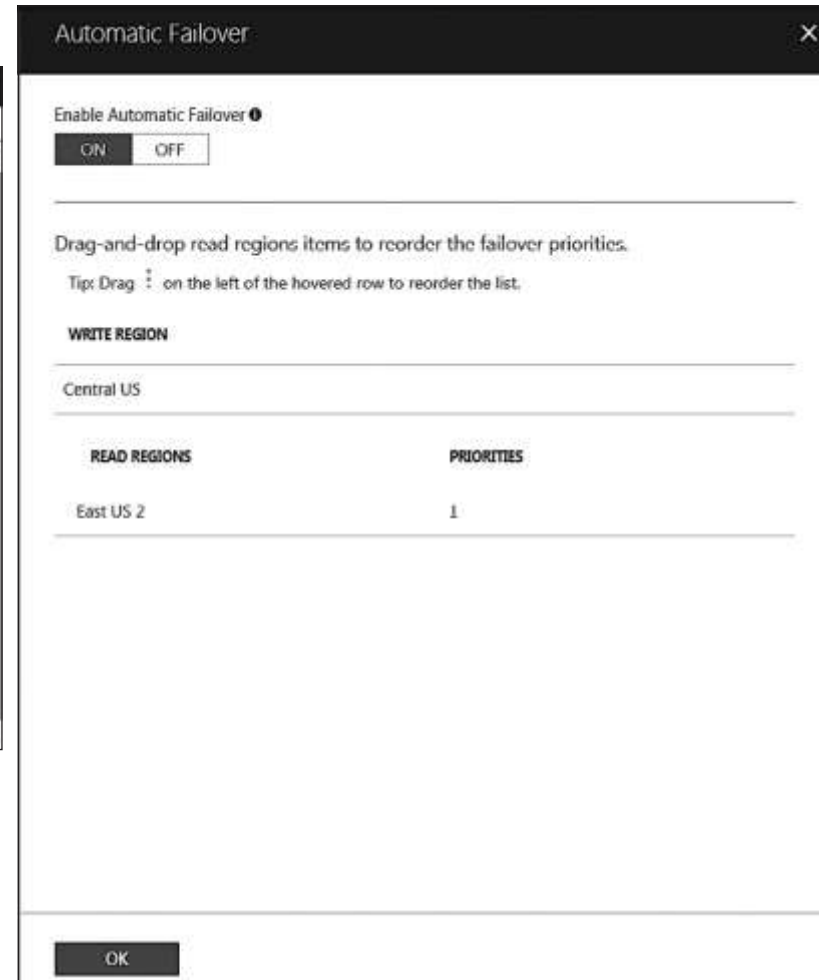 Automatic Failover
Enable Automatic Failover
ON OFF
Drag-and-drop read regions items to reorder the failover priorities.
Tip: Drag ⋮ on the left of the hovered row to reorder the list.
WRITE REGION
Central US
READ REGIONS PRIORITIES
East US 2 1
OK